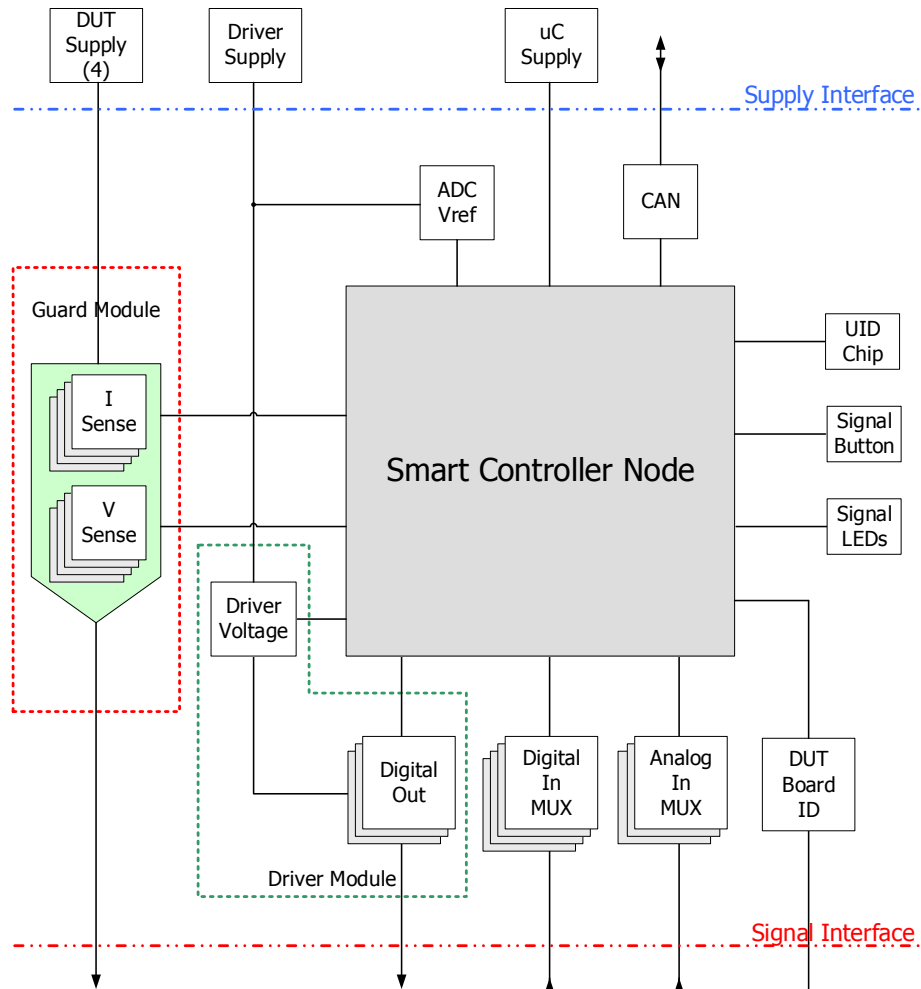 DUT
Supply
(4)
Driver
Supply
uC
Supply
Supply Interface
ADC
Vref
CAN
Guard Module
UID
Chip
I
Sense
Signal
Button
Smart Controller Node
V
Sense
Signal
LEDs
Driver
Voltage
Digital
Out
Digital
In
MUX
Analog
In
MUX
DUT
Board
ID
Driver Module
Signal Interface